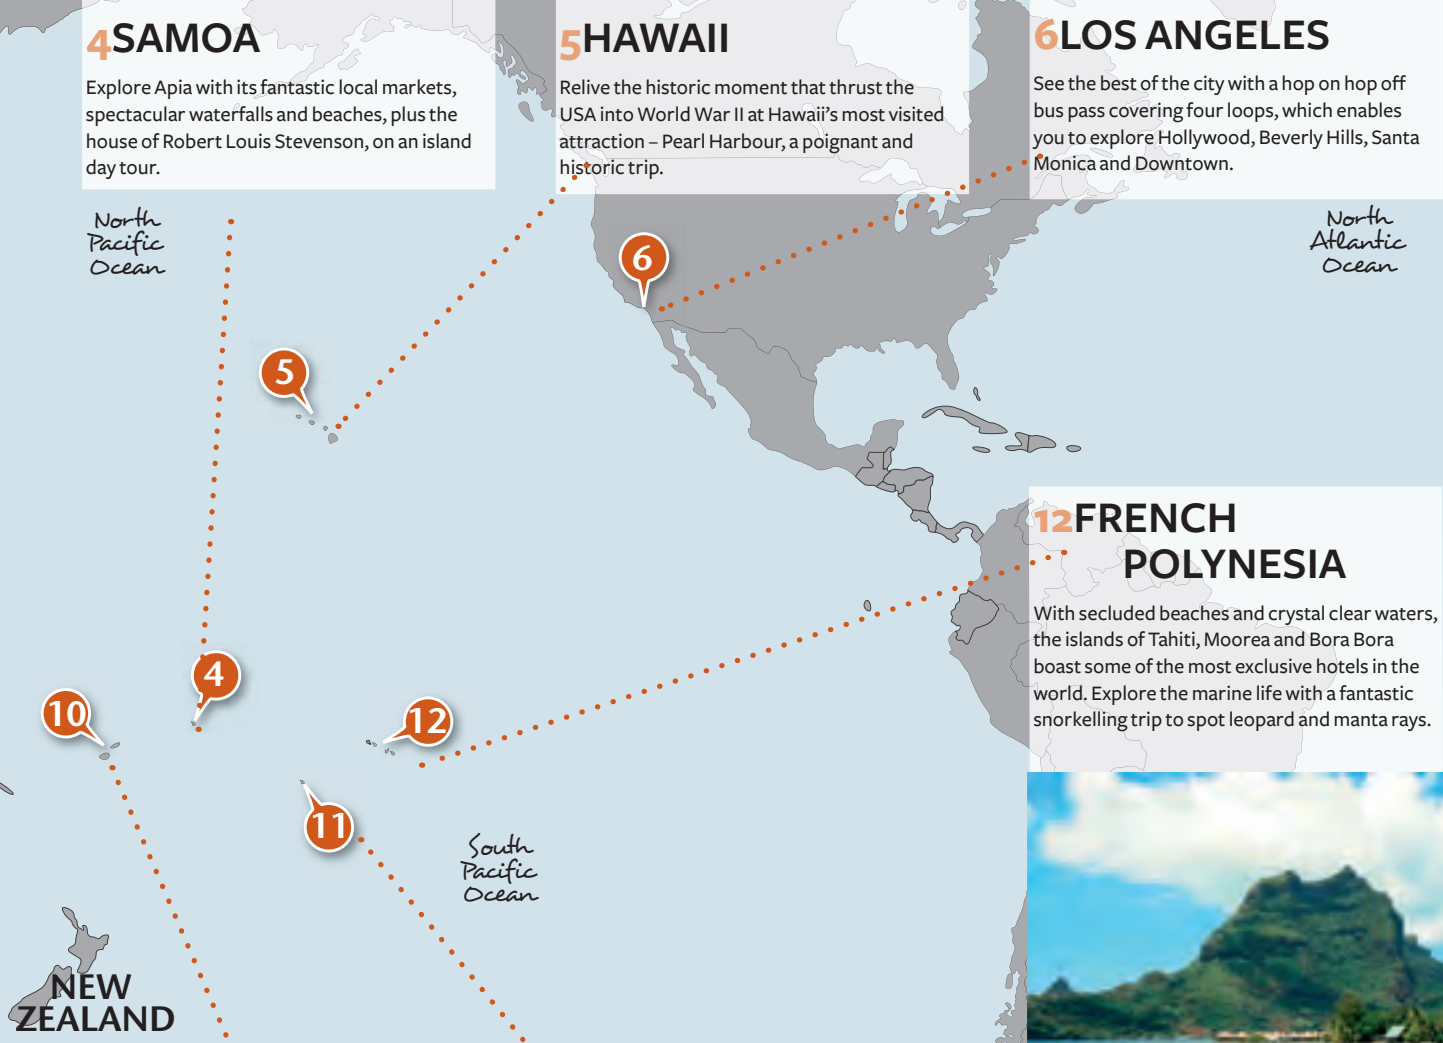 4SAMOA
Explore Apia with its fantastic local markets,
spectacular waterfalls and beaches, plus the
house of Robert Louis Stevenson, on an island
day tour.
5HAWAII
Relive the historic moment that thrust the
USA into World War II at Hawaii’s most visited
attraction – Pearl Harbour, a poignant and
historic trip.
6LOS ANGELES
See the best of the city with a hop on hop off
bus pass covering four loops, which enables
you to explore Hollywood, Beverly Hills, Santa
Monica and Downtown.
North
Pacific
Ocean
North
Atlantic
Ocean
6
5
12FRENCH
POLYNESIA
With secluded beaches and crystal clear waters,
the islands of Tahiti, Moorea and Bora Bora
boast some of the most exclusive hotels in the
world. Explore the marine life with a fantastic
snorkelling trip to spot leopard and manta rays.
4
10
12
11
South
Pacific
Ocean
NEW
ZEALAND